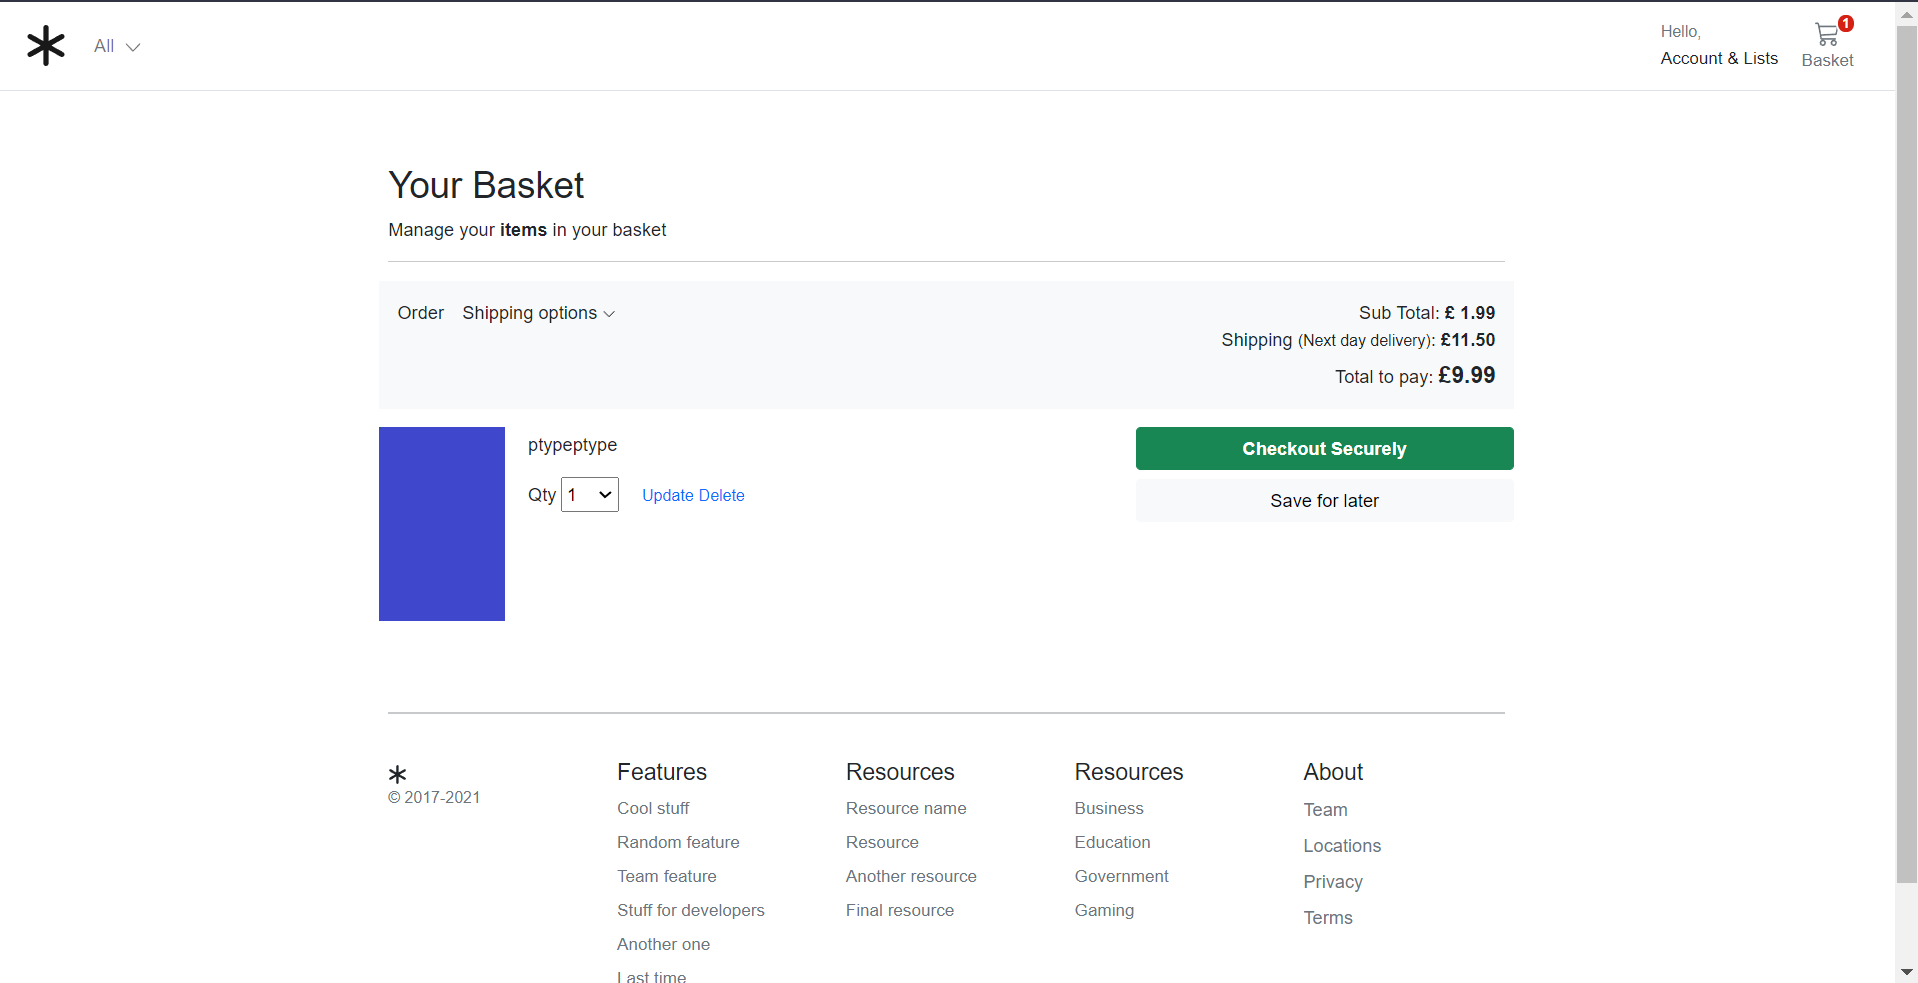 All
Hello,
Account & Lists
1
Basket
Your Basket
Manage your items in your basket
Order Shipping options
Sub Total: £ 1.99
Shipping (Next day delivery): £11.50
Total to pay: £9.99
ptypeptype
Qty 1 Update Delete
Checkout Securely
Save for later
© 2017-2021
Features
Cool stuff
Random feature
Team feature
Stuff for developers
Another one
Last time
Resources
Resource name
Resource
Another resource
Final resource
Resources
Business
Education
Government
Gaming
About
Team
Locations
Privacy
Terms